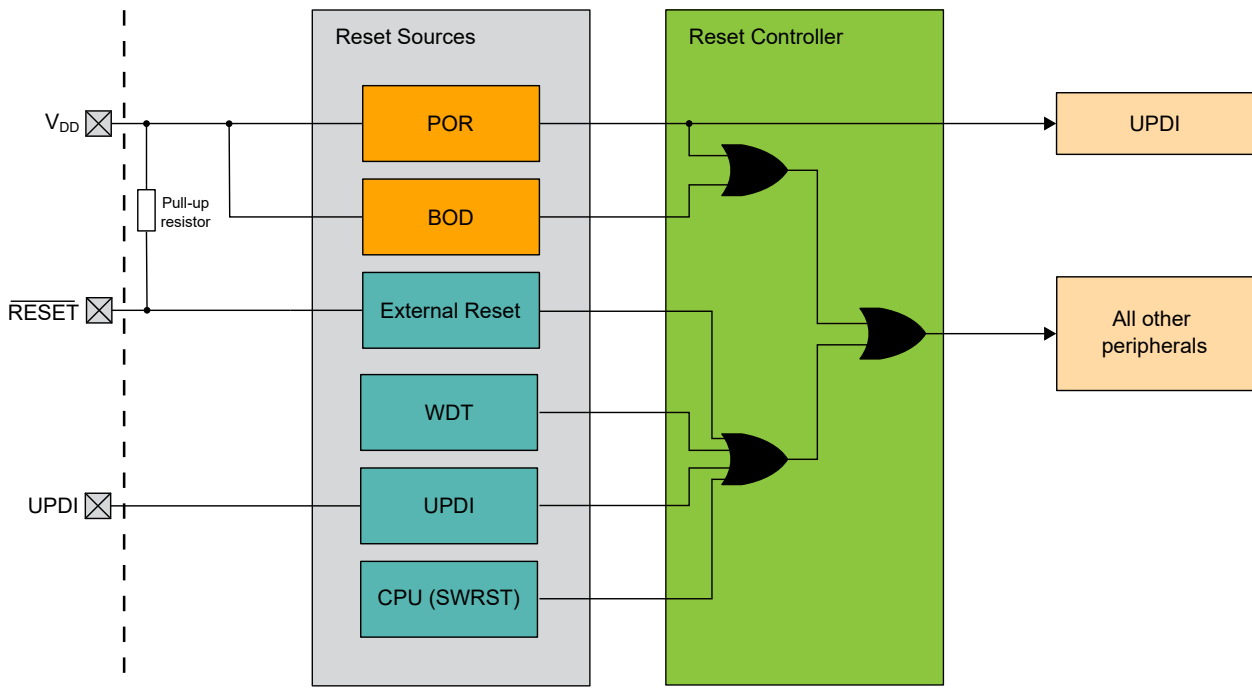 Reset Sources
Reset Controller
VDD
POR
UPDI
Pull-up
resistor
BOD
RESET
External Reset
All other
peripherals
WDT
UPDI
UPDI
CPU (SWRST)